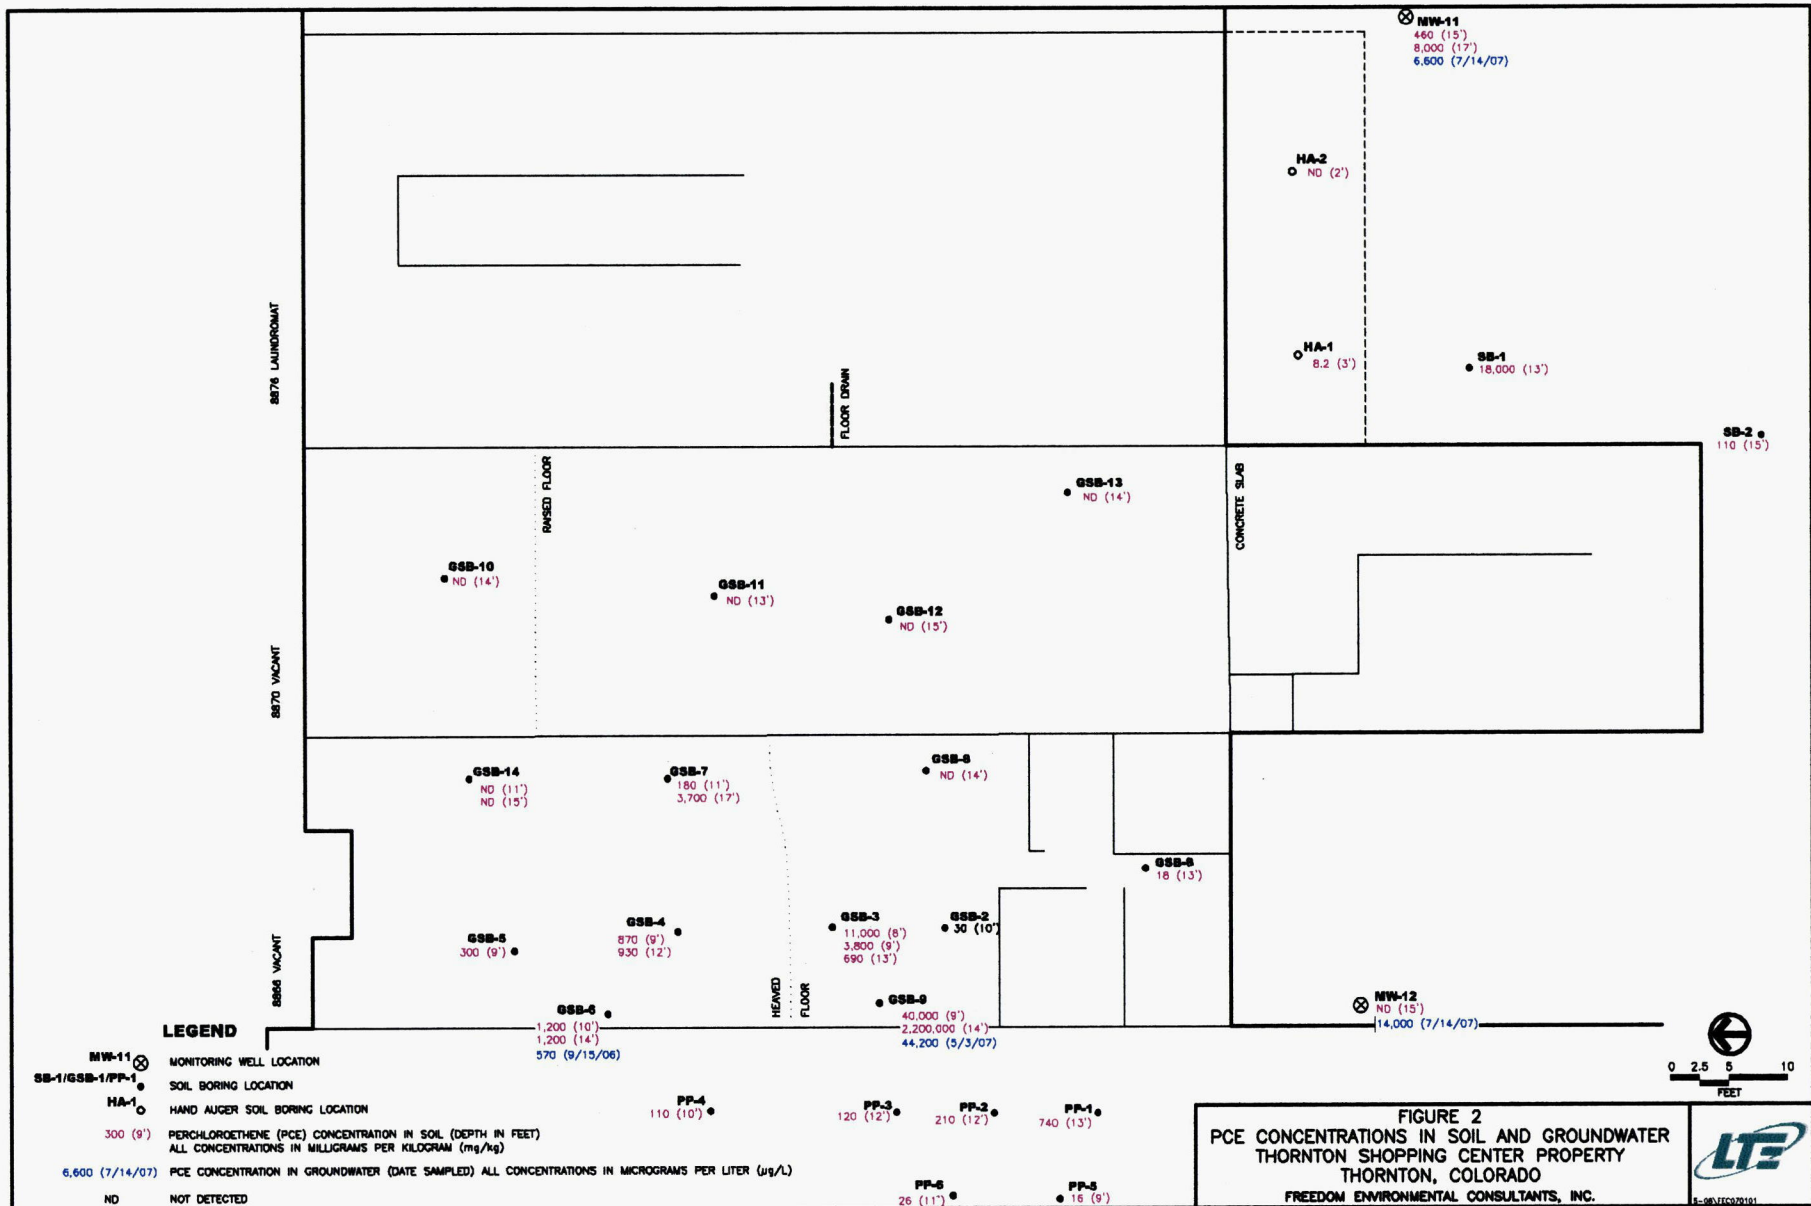 MW-11
460 (15')
8,000 (17')
6,600 (7/14/07)
HA-2
ND (2')
HA-1
8.2 (3')
SB-1
18,000 (13')
SB-2
110 (15')
8876 LAUNDROMAT
FLOOR DRAIN
RAISED FLOOR
CONCRETE SLAB
GSB-13
ND (14')
GSB-10
ND (14')
GSB-11
ND (13')
GSB-12
ND (15')
8870 VACANT
GSB-14
ND (11')
ND (15')
GSB-7
180 (11')
3,700 (17')
GSB-8
ND (14')
GSB-8
18 (13')
GSB-5
300 (9')
GSB-4
870 (9')
930 (12')
GSB-3
11,000 (8')
3,800 (9')
690 (13')
GSB-2
30 (10')
8866 VACANT
HEAVED
FLOOR
GSB-6
1,200 (10')
1,200 (14')
570 (9/15/06)
GSB-9
40,000 (9')
2,200,000 (14')
44,200 (5/3/07)
MW-12
ND (15')
14,000 (7/14/07)
LEGEND
MW-11 MONITORING WELL LOCATION
SB-1/GSB-1/PP-1 SOIL BORING LOCATION
HA-1 HAND AUGER SOIL BORING LOCATION
300 (9') PERCHLOROETHENE (PCE) CONCENTRATION IN SOIL (DEPTH IN FEET)
ALL CONCENTRATIONS IN MILLIGRAMS PER KILOGRAM (mg/kg)
6,600 (7/14/07) PCE CONCENTRATION IN GROUNDWATER (DATE SAMPLED) ALL CONCENTRATIONS IN MICROGRAMS PER LITER (µg/L)
ND NOT DETECTED
PP-4
110 (10')
PP-3
120 (12')
PP-2
210 (12')
PP-1
740 (13')
PP-6
26 (11')
PP-5
16 (9')
0 2.5 5 10
FEET
FIGURE 2
PCE CONCENTRATIONS IN SOIL AND GROUNDWATER
THORNTON SHOPPING CENTER PROPERTY
THORNTON, COLORADO
FREEDOM ENVIRONMENTAL CONSULTANTS, INC.
LTE